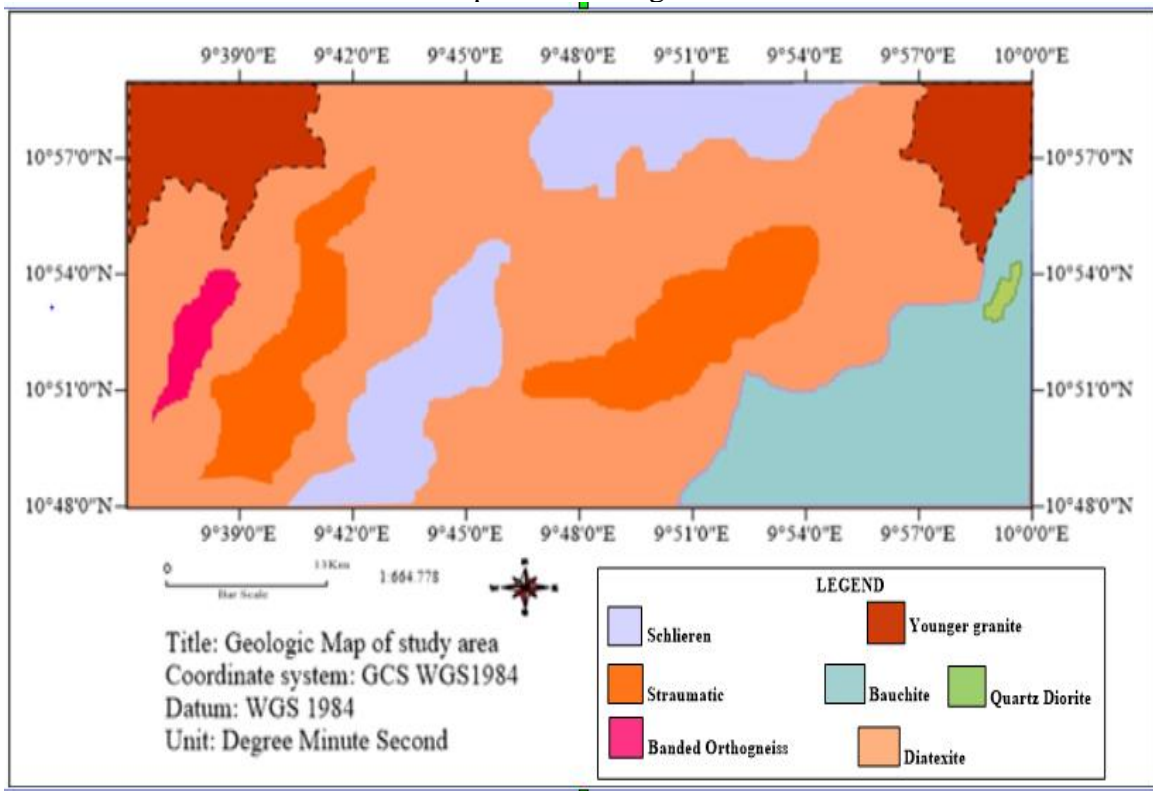 9°39'0"E 9°42'0"E 9°45'0"E 9°48'0"E 9°51'0"E 9°54'0"E 9°57'0"E 10°00'0"E
10°57'0"N 10°57'0"N
10°54'0"N 10°54'0"N
10°51'0"N 10°51'0"N
10°48'0"N 10°48'0"N
9°39'0"E 9°42'0"E 9°45'0"E 9°48'0"E 9°51'0"E 9°54'0"E 9°57'0"E 10°00'0"E
0 13Km 1:664.778
Bar Scale
Title: Geologic Map of study area
Coordinate system: GCS WGS1984
Datum: WGS 1984
Unit: Degree Minute Second
LEGEND
Schlieren
Younger granite
Straumatic
Bauchite
Quartz Diorite
Banded Orthogneiss
Diatexite